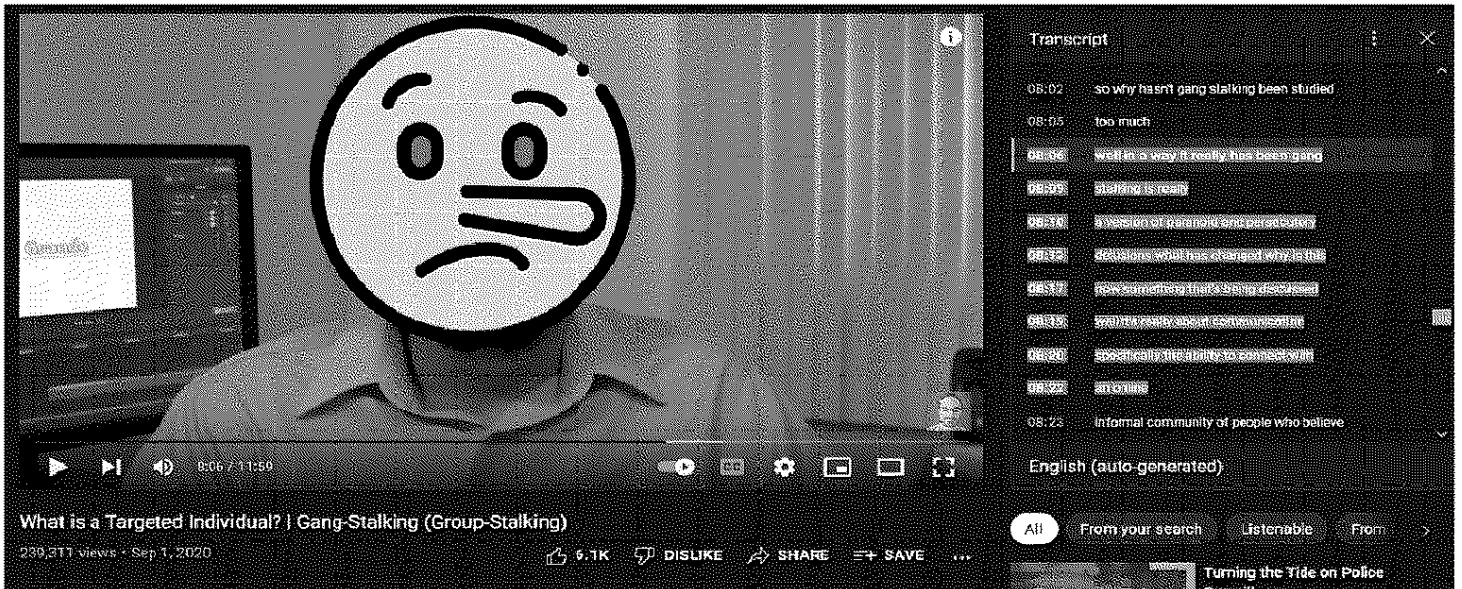 Grande
What is a Targeted Individual? | Gang-Stalking (Group-Stalking)
239,311 views • Sep 1, 2020
8:06 / 11:59
CC
6.1K
DISLIKE
SHARE
SAVE
Transcript
08:02 so why hasn't gang stalking been studied
08:05 too much
08:06 well in a way it really has been gang
08:09 stalking is really
08:10 a version of paranoid and persecutory
08:13 delusions what has changed why is this
08:17 now something that's being discussed
08:19 well it's really about communication
08:20 specifically the ability to connect with
08:22 an online
08:23 informal community of people who believe
English (auto-generated)
All
From your search
Listenable
From
Turning the Tide on Police